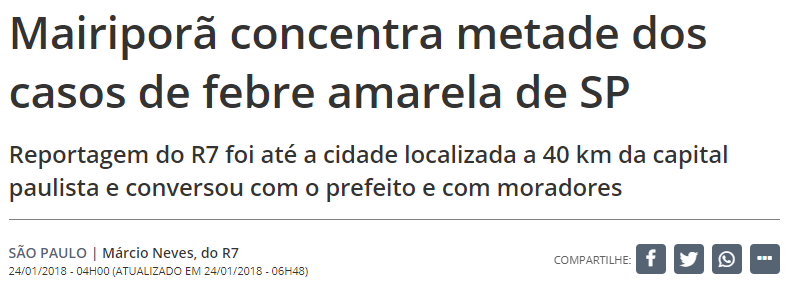 Mairiporã concentra metade dos
casos de febre amarela de SP
Reportagem do R7 foi até a cidade localizada a 40 km da capital
paulista e conversou com o prefeito e com moradores
SÃO PAULO | Márcio Neves, do R7
24/01/2018 - 04H00 (ATUALIZADO EM 24/01/2018 - 06H48)
COMPARTILHE: